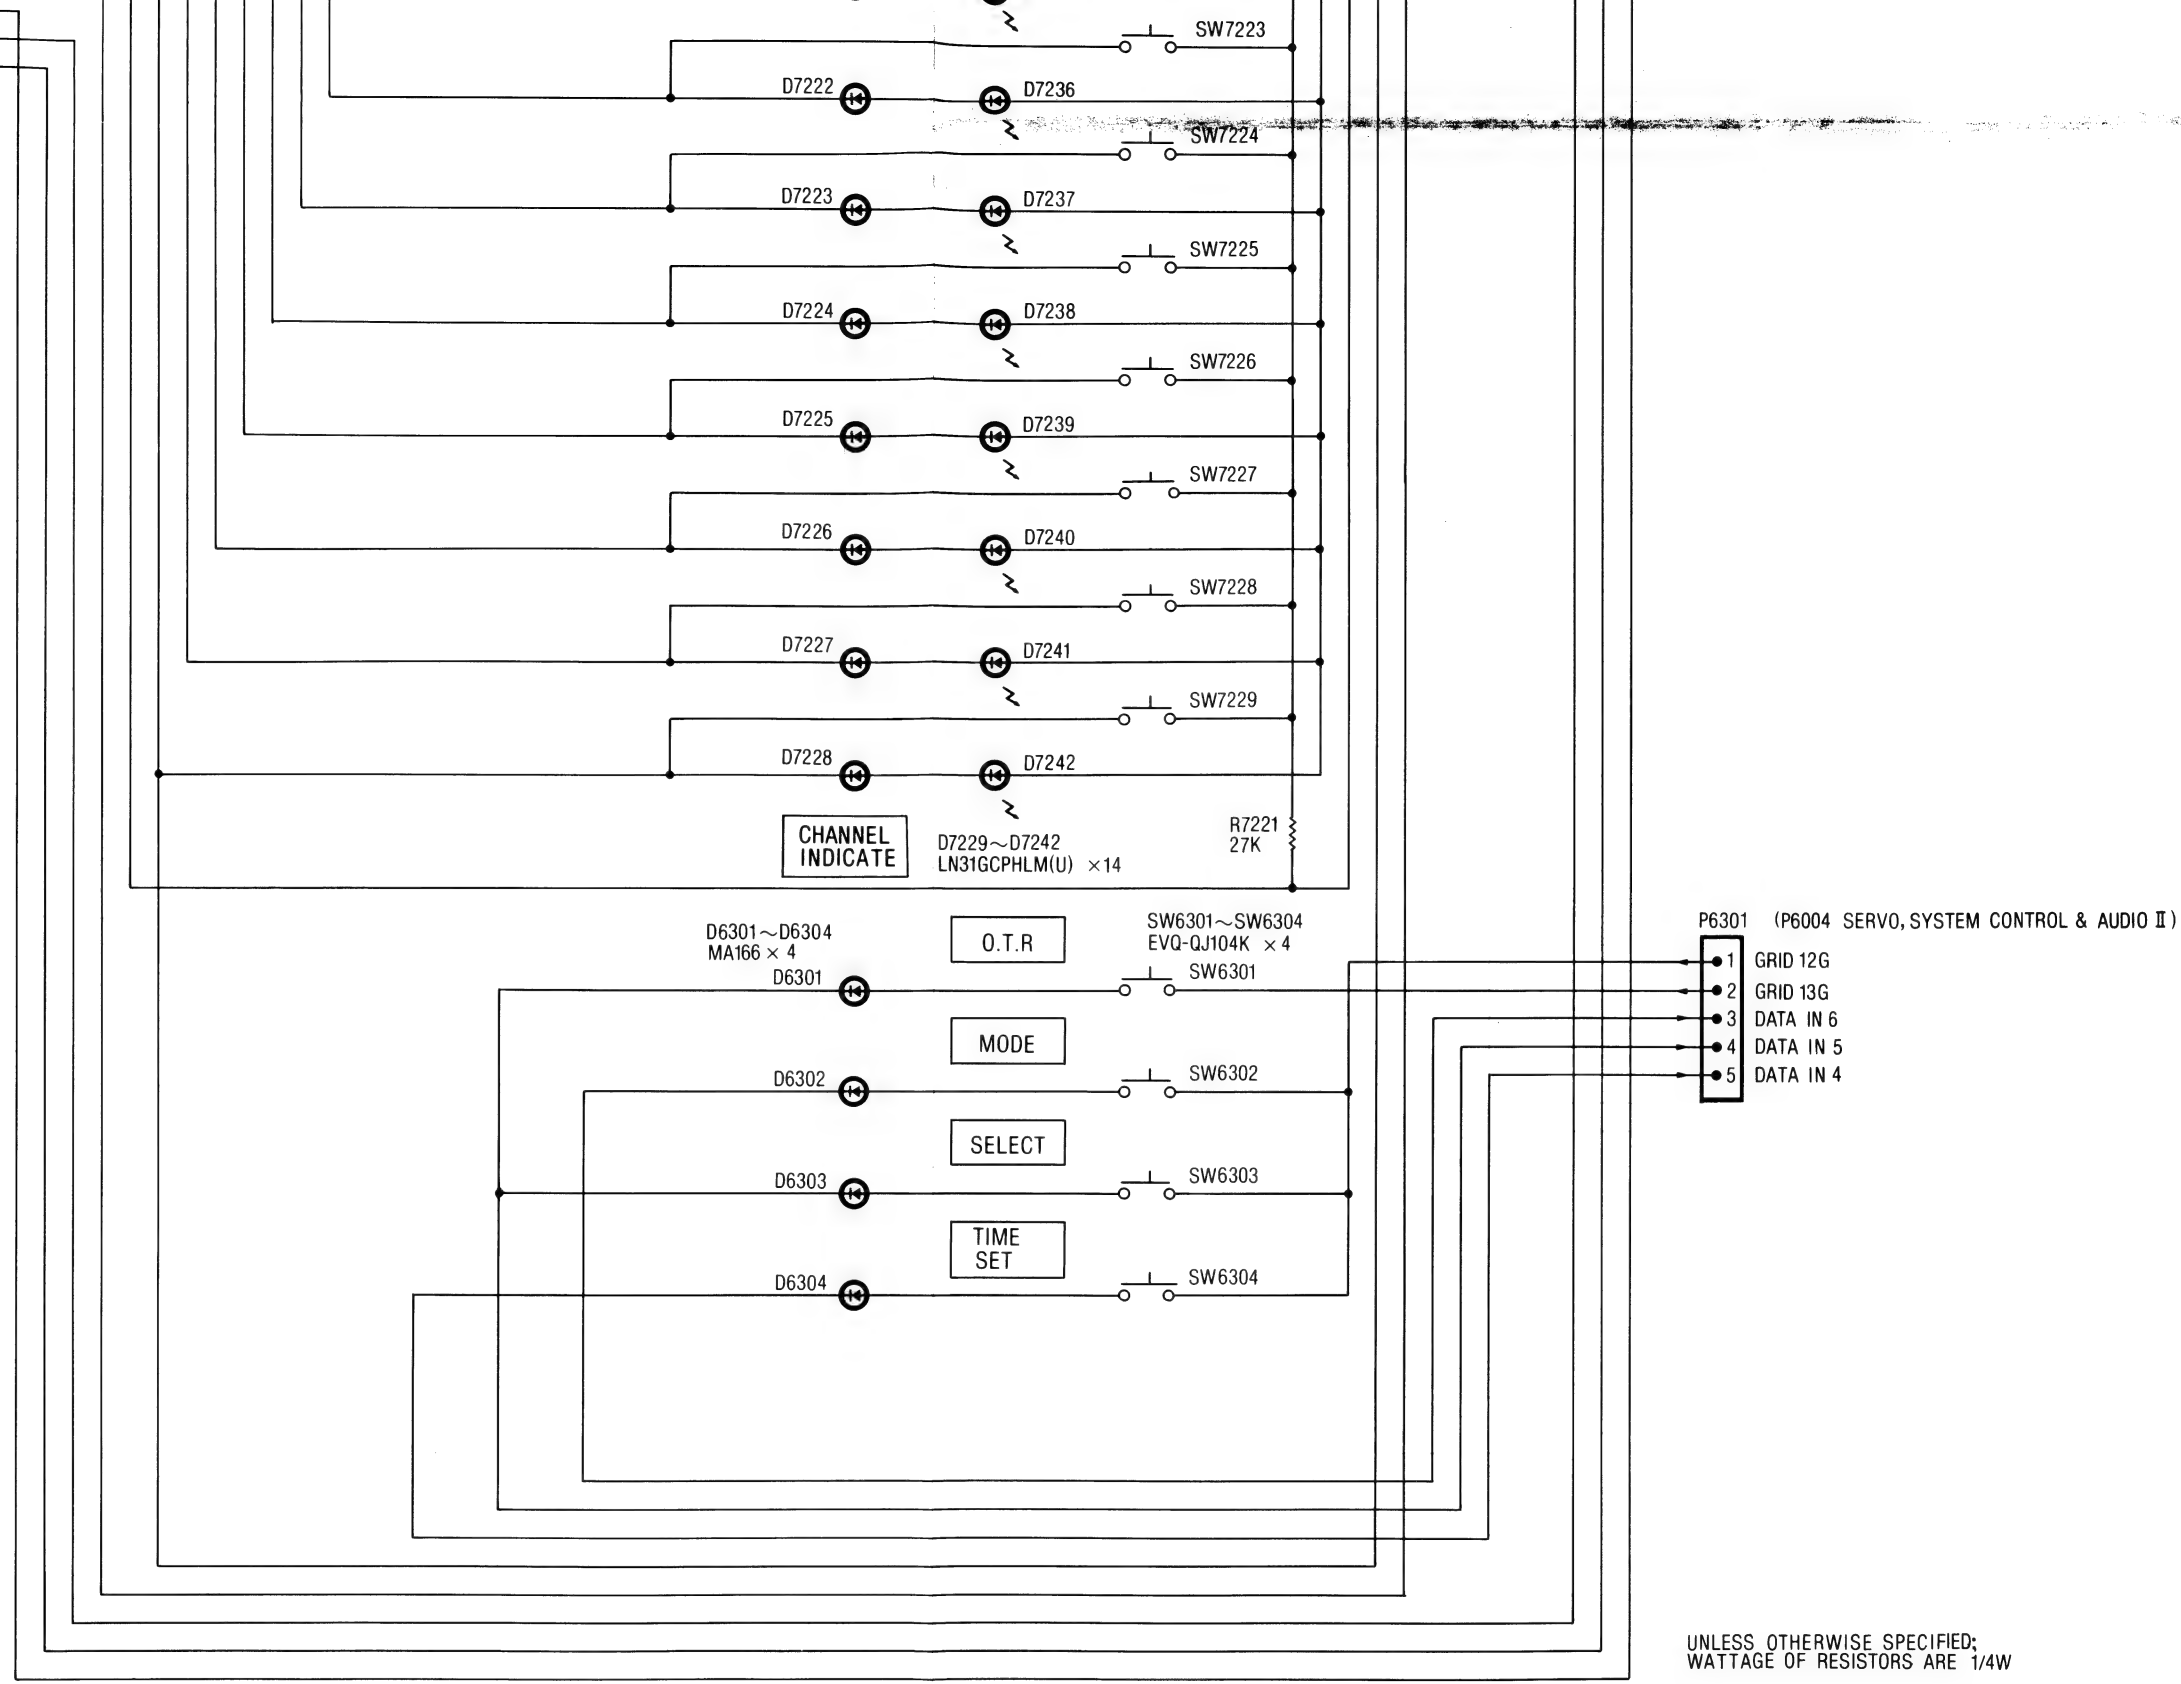 SW7223
D7222
D7236
SW7224
D7223
D7237
SW7225
D7224
D7238
SW7226
D7225
D7239
SW7227
D7226
D7240
SW7228
D7227
D7241
SW7229
D7228
D7242
CHANNEL
INDICATE
D7229～D7242
LN31GCPHLM(U) ×14
R7221
27K
D6301～D6304
MA166 × 4
O.T.R
SW6301～SW6304
EVQ-QJ104K × 4
D6301
SW6301
MODE
D6302
SW6302
SELECT
D6303
SW6303
TIME
SET
D6304
SW6304
P6301 (P6004 SERVO, SYSTEM CONTROL & AUDIO II)
1 GRID 12G
2 GRID 13G
3 DATA IN 6
4 DATA IN 5
5 DATA IN 4
UNLESS OTHERWISE SPECIFIED;
WATTAGE OF RESISTORS ARE 1/4W